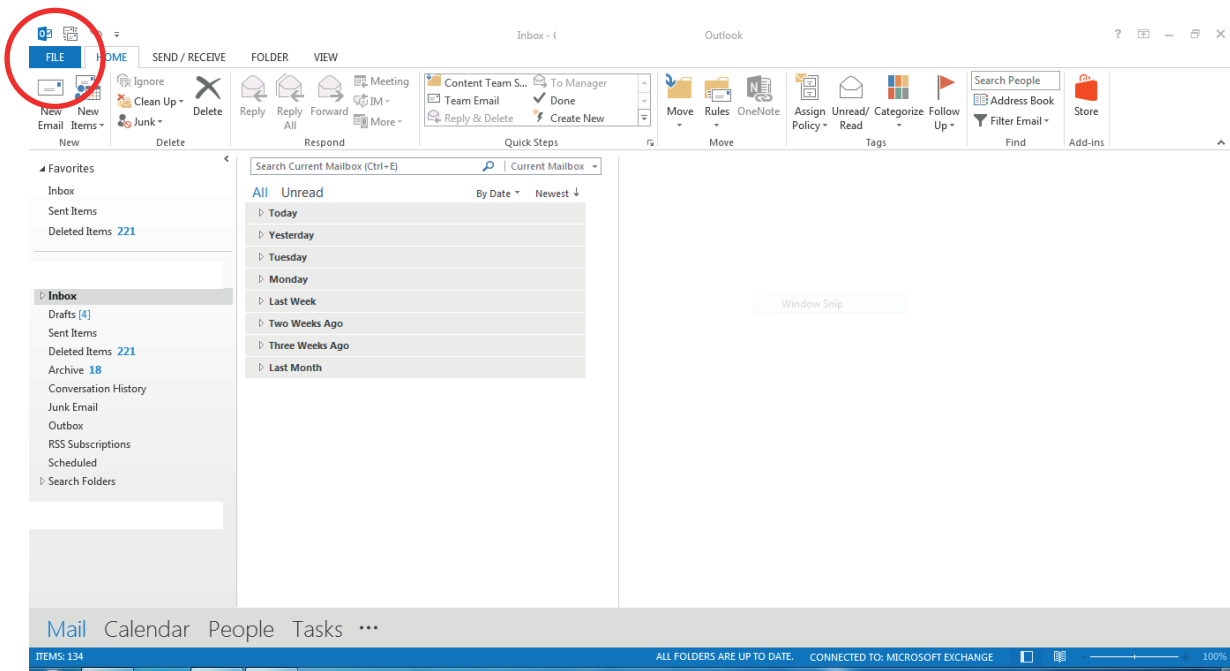 Inbox - Outlook
FILE HOME SEND / RECEIVE FOLDER VIEW
New Email
New Items
Ignore
Clean Up
Junk
Delete
Reply
Reply All
Forward
Meeting
IM
More
Content Team S...
Team Email
Reply & Delete
To Manager
Done
Create New
Move
Rules
OneNote
Assign Policy
Unread/ Read
Categorize
Follow Up
Search People
Address Book
Filter Email
Store
New Delete Respond Quick Steps Move Tags Find Add-ins
Favorites
Inbox
Sent Items
Deleted Items 221
Inbox
Drafts [4]
Sent Items
Deleted Items 221
Archive 18
Conversation History
Junk Email
Outbox
RSS Subscriptions
Scheduled
Search Folders
Search Current Mailbox (Ctrl+E) Current Mailbox
All Unread By Date Newest
Today
Yesterday
Tuesday
Monday
Last Week
Two Weeks Ago
Three Weeks Ago
Last Month
Window Snip
Mail Calendar People Tasks
ITEMS: 134 ALL FOLDERS ARE UP TO DATE. CONNECTED TO: MICROSOFT EXCHANGE 100%